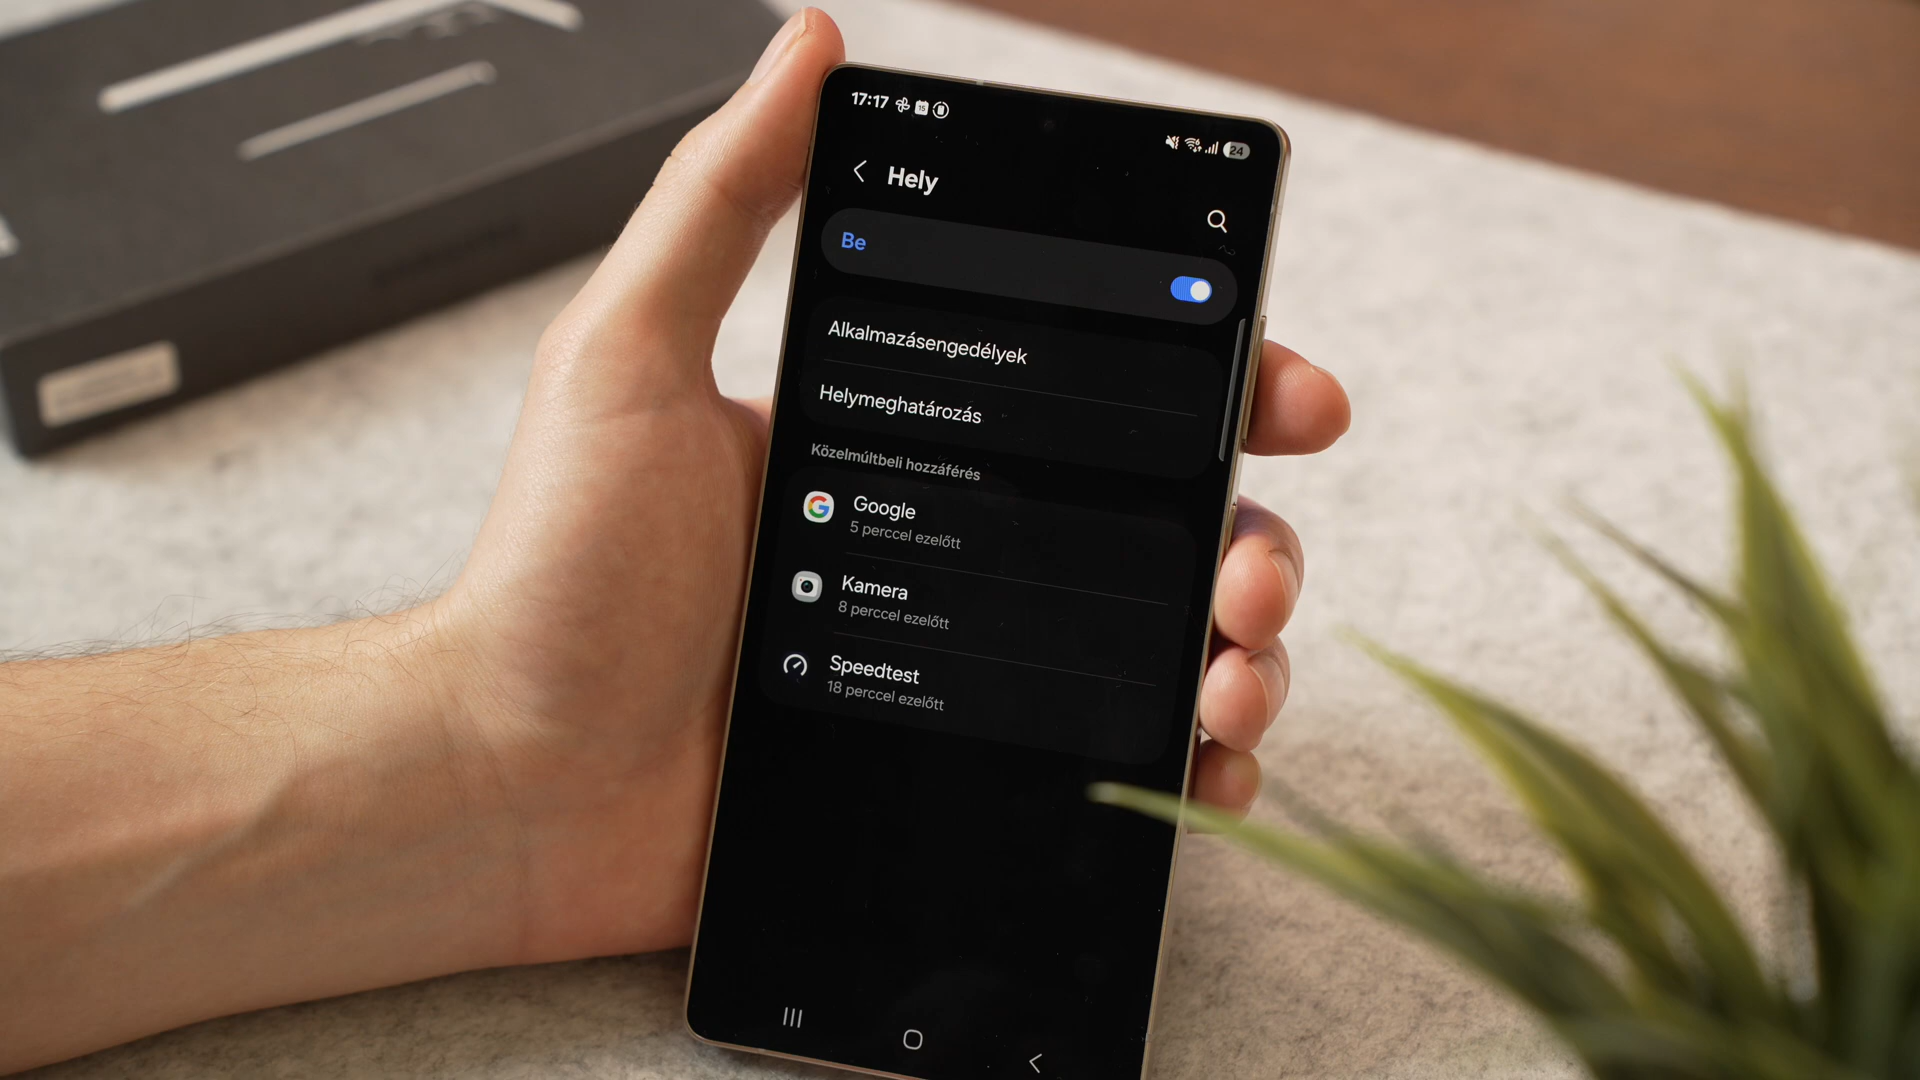 17:17
24
Hely
Be
Alkalmazásengedélyek
Helymeghatározás
Közelmúltbeli hozzáférés
Google
5 perccel ezelőtt
Kamera
8 perccel ezelőtt
Speedtest
18 perccel ezelőtt